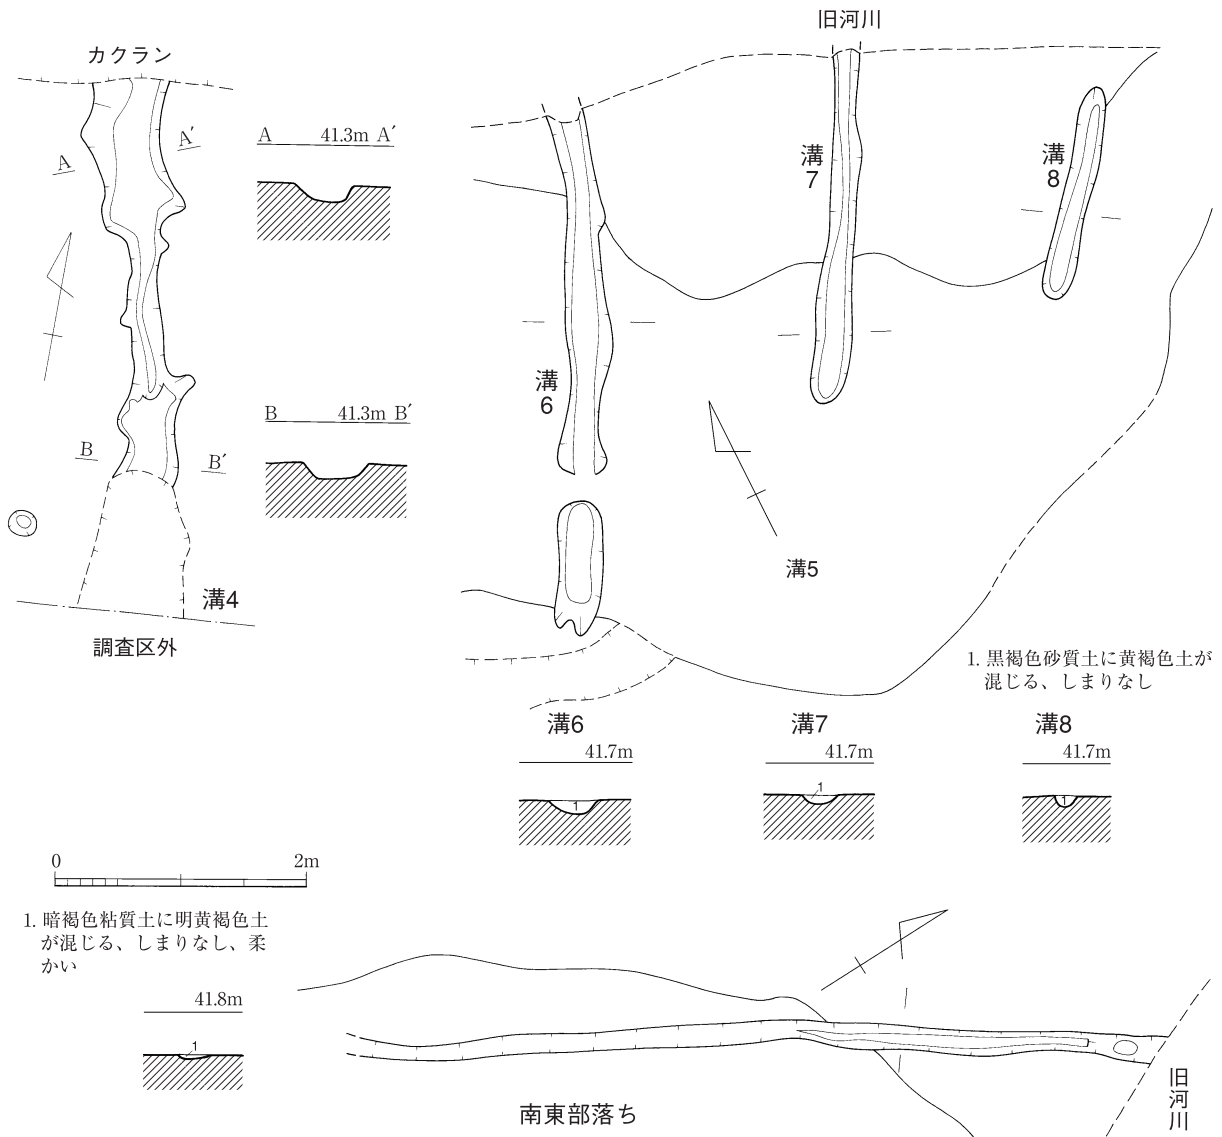 旧河川
カクラン
A
A′
A 41.3m A′
溝
7
溝
8
溝
6
B 41.3m B′
B
B′
溝5
溝4
調査区外
1. 黒褐色砂質土に黄褐色土が
混じる、しまりなし
溝6
41.7m
1
溝7
41.7m
1
溝8
41.7m
1
0 2m
1. 暗褐色粘質土に明黄褐色土
が混じる、しまりなし、柔
かい
41.8m
1
南東部落ち
旧
河
川